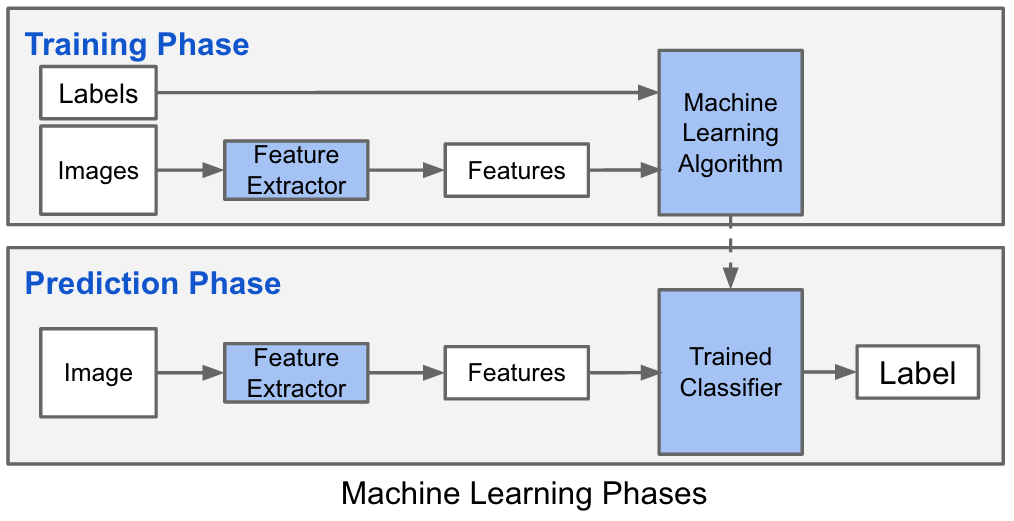 Training Phase
Labels
Images
Feature
Extractor
Features
Machine
Learning
Algorithm
Prediction Phase
Image
Feature
Extractor
Features
Trained
Classifier
Label
Machine Learning Phases